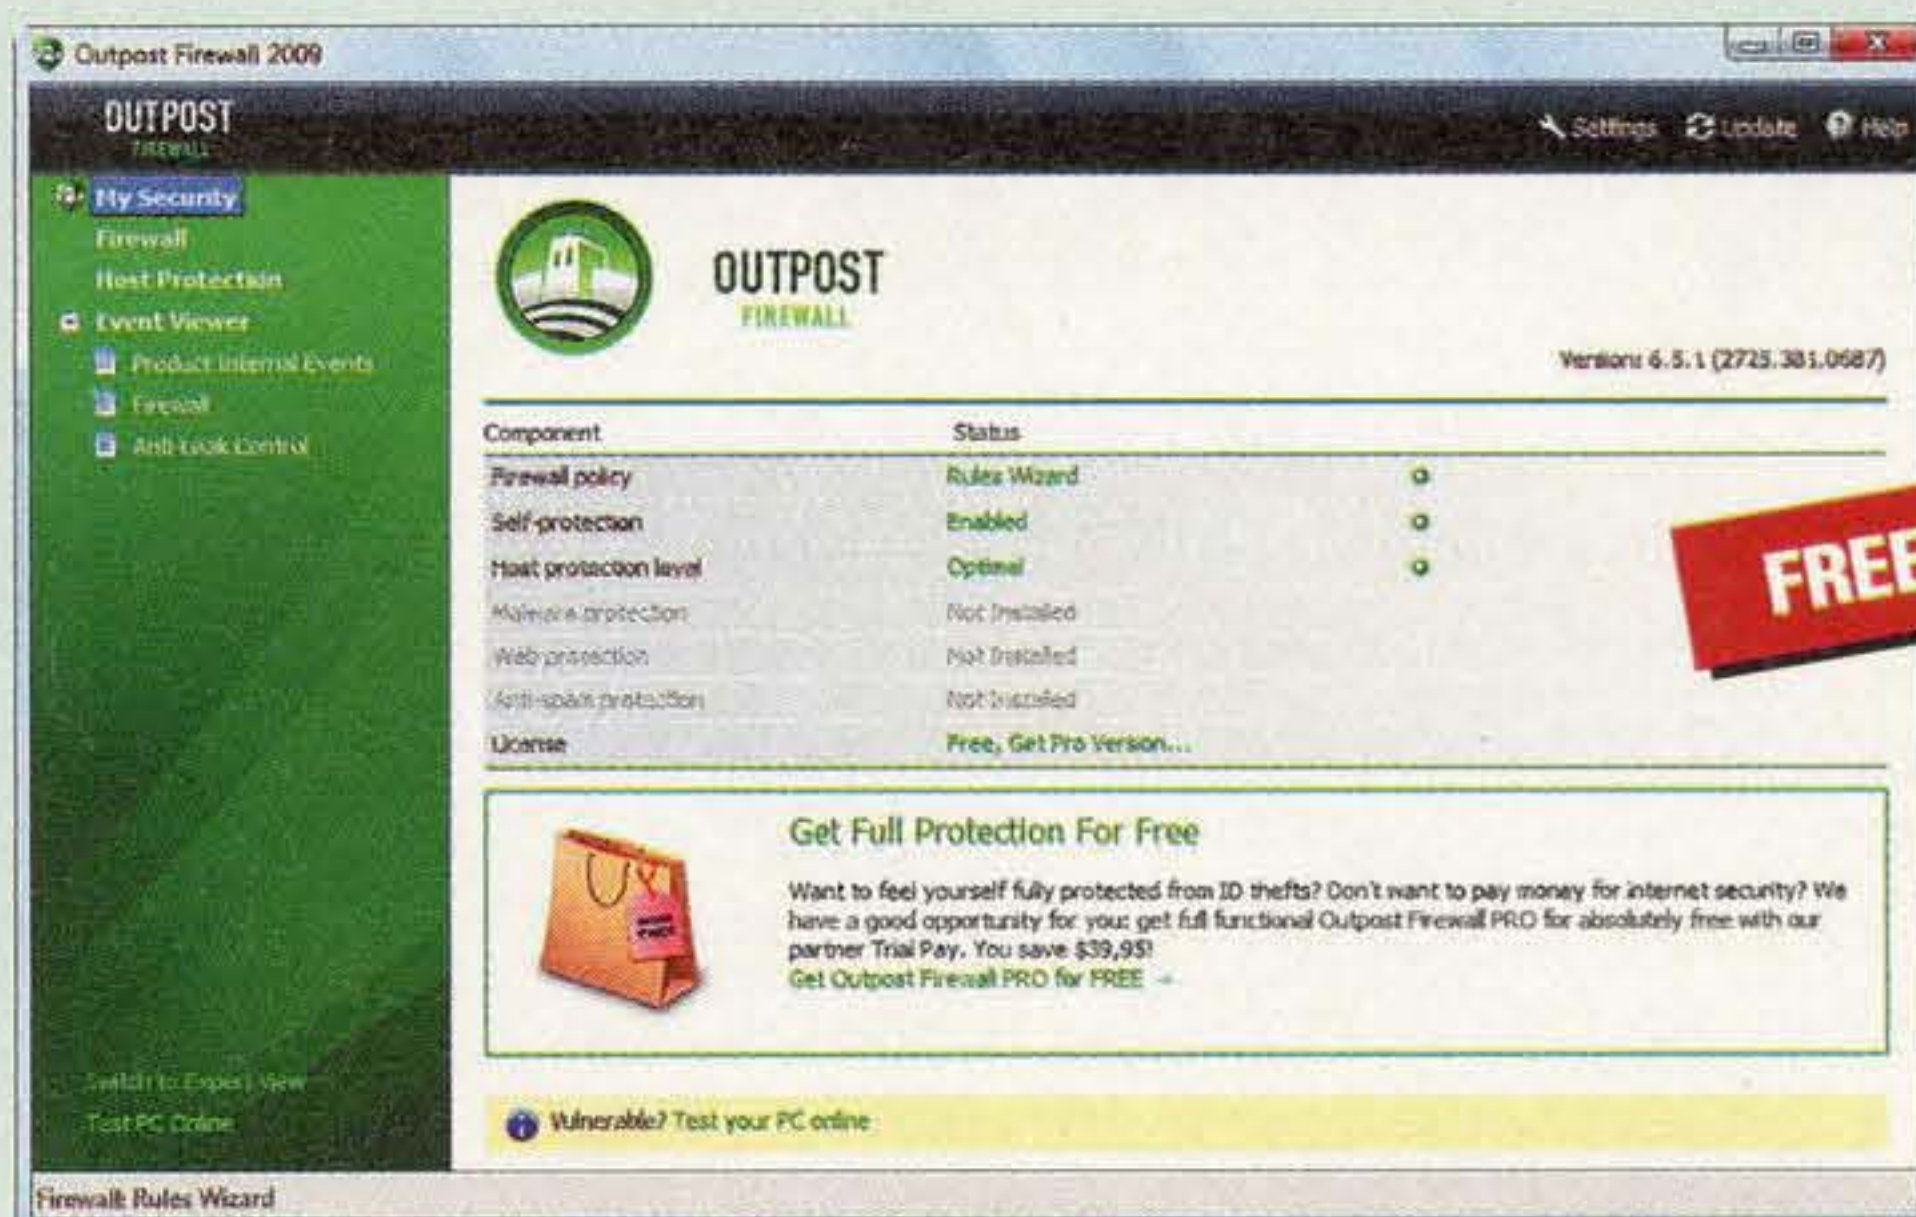 Outpost Firewall 2009
OUTPOST
FIREWALL
Settings Update Help
My Security
Firewall
Host Protection
Event Viewer
Product Internal Events
Firewall
Anti-Leak Control
Switch to Expert View
Test PC Online
OUTPOST
FIREWALL
Version: 6.5.1 (2725.381.0687)
Component Status
Firewall policy Rules Wizard
Self-protection Enabled
Host protection level Optimal
Malware protection Not Installed
Web protection Not Installed
Anti-spam protection Not Installed
License Free, Get Pro Version...
FREE
Get Full Protection For Free
Want to feel yourself fully protected from ID thefts? Don't want to pay money for internet security? We
have a good opportunity for you: get full functional Outpost Firewall PRO for absolutely free with our
partner Trial Pay. You save $39,95!
Get Outpost Firewall PRO for FREE →
Vulnerable? Test your PC online
Firewall: Rules Wizard